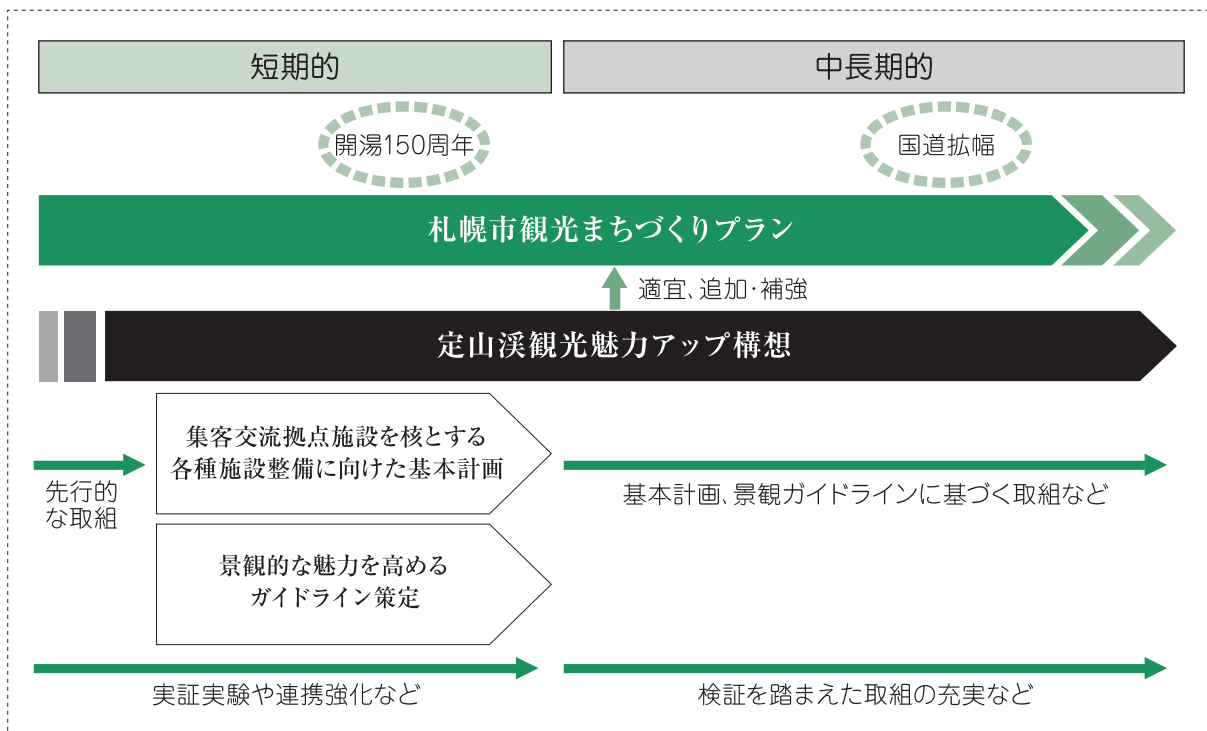 短期的
中長期的
開湯150周年
国道拡幅
札幌市観光まちづくりプラン
適宜、追加・補強
定山渓観光魅力アップ構想
集客交流拠点施設を核とする
各種施設整備に向けた基本計画
先行的
な取組
基本計画、景観ガイドラインに基づく取組など
景観的な魅力を高める
ガイドライン策定
実証実験や連携強化など
検証を踏まえた取組の充実など